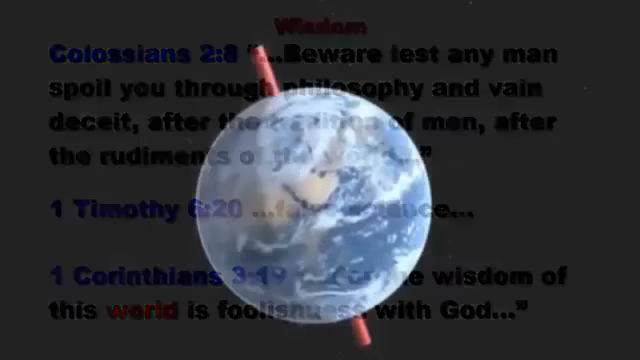 Wisdom
Colossians 2:8 "...Beware lest any man
spoil you through philosophy and vain
deceit, after the tradition of men, after
the rudiments of the world..."
1 Timothy 6:20 ...false science...
1 Corinthians 3:19 "...For the wisdom of
this world is foolishness with God..."